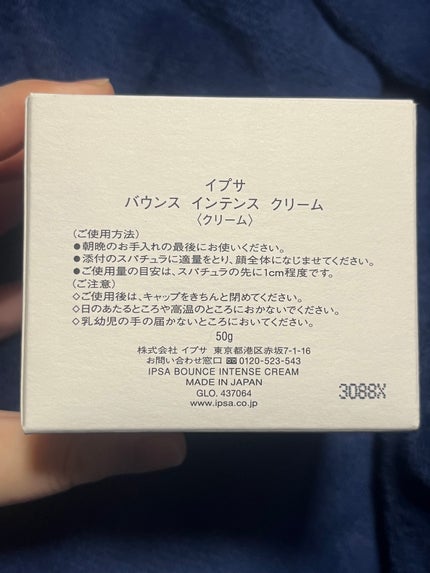 イプサ
バウンス インテンス クリーム
〈クリーム〉
〈ご使用方法〉
●朝晩のお手入れの最後にお使いください。
●添付のスパチュラに適量をとり、顔全体になじませてください。
●ご使用量の目安は、スパチュラの先に1cm程度です。
〈ご注意〉
◇ご使用後は、キャップをきちんと閉めてください。
◇日のあたるところや高温のところにおかないでください。
◇乳幼児の手の届かないところにおいてください。
50g
株式会社 イプサ 東京都港区赤坂7-1-16
お問い合わせ窓口 0120-523-543
IPSA BOUNCE INTENSE CREAM
MADE IN JAPAN
GLO. 437064
www.ipsa.co.jp
3088X